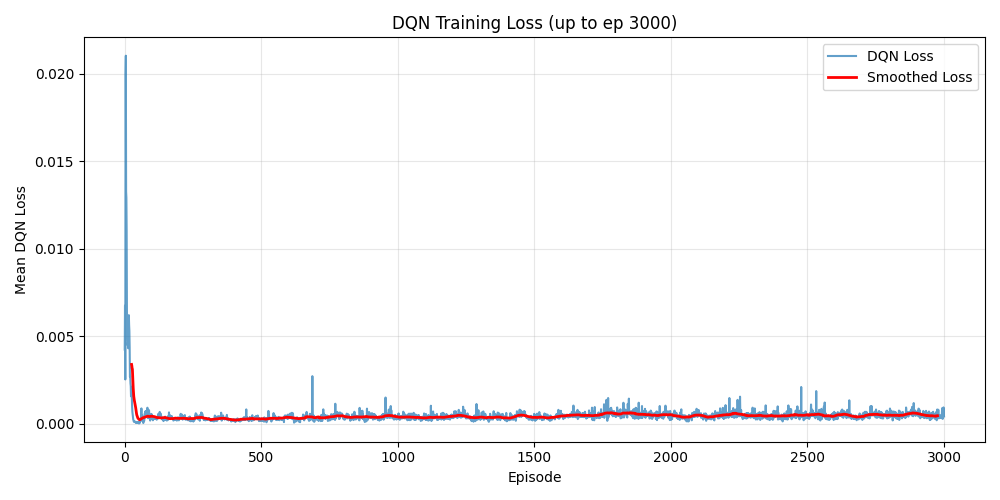 DQN Training Loss (up to ep 3000)
DQN Loss
Smoothed Loss
Mean DQN Loss
0.020
0.015
0.010
0.005
0.000
0
500
1000
1500
2000
2500
3000
Episode